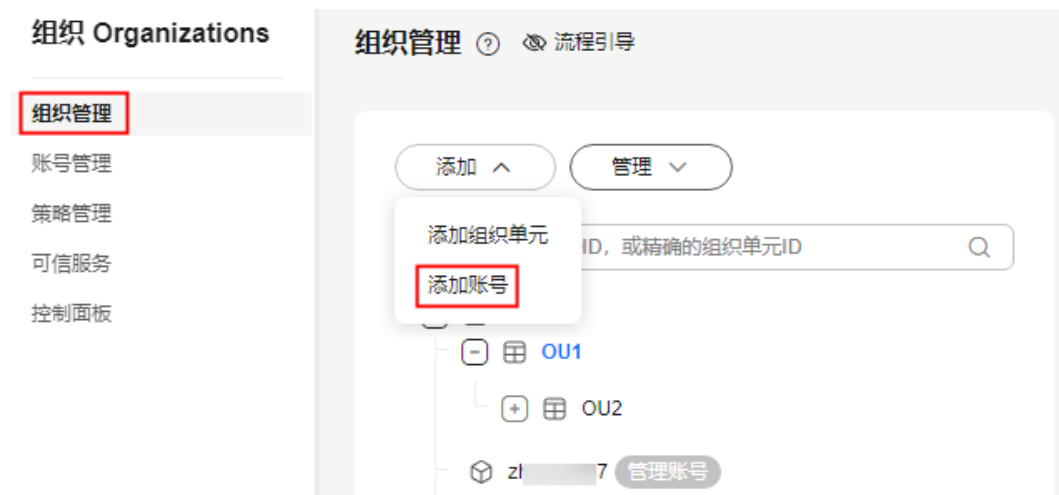 组织 Organizations
组织管理
账号管理
策略管理
可信服务
控制面板
组织管理 ? 流程引导
添加 管理
添加组织单元
添加账号
ID，或精确的组织单元ID
OU1
OU2
7 管理账号